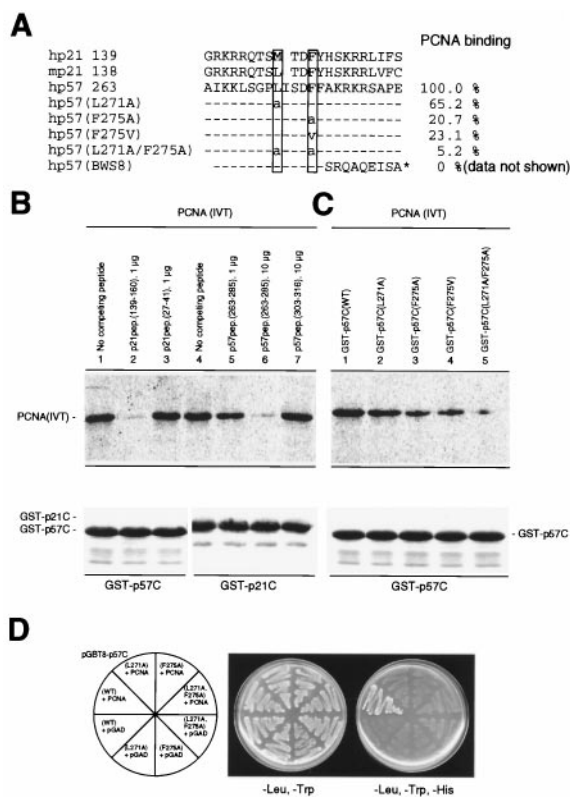 A
PCNA binding
hp21 139 GRKRRQTSM TDFYHSKRRLIFS
mp21 138 GRKRRQTSL TDFYHSKRRLVFC
hp57 263 AIKKLSGPLISDFFAKRKRSAPE 100.0 %
hp57(L271A) --------a-------------- 65.2 %
hp57(F275A) ------------a---------- 20.7 %
hp57(F275V) ------------v---------- 23.1 %
hp57(L271A/F275A) --------a---a---------- 5.2 %
hp57(BWS8) --------------SRQAQEISA* 0 % (data not shown)
B
PCNA (IVT)
No competing peptide
p21pep.(139-160), 1 µg
p21pep.(27-41), 1 µg
No competing peptide
p57pep.(263-285), 1 µg
p57pep.(263-285), 10 µg
p57pep.(303-316), 10 µg
1 2 3 4 5 6 7
PCNA(IVT) -
GST-p21C -
GST-p57C -
GST-p57C
GST-p21C
C
PCNA (IVT)
GST-p57C(WT)
GST-p57C(L271A)
GST-p57C(F275A)
GST-p57C(F275V)
GST-p57C(L271A/F275A)
1 2 3 4 5
- GST-p57C
GST-p57C
D
pGBT8-p57C
(L271A) + PCNA
(F275A) + PCNA
(WT) + PCNA
(L271A, F275A) + PCNA
(WT) + pGAD
(L271A, F275A) + pGAD
(L271A) + pGAD
(F275A) + pGAD
-Leu, -Trp
-Leu, -Trp, -His